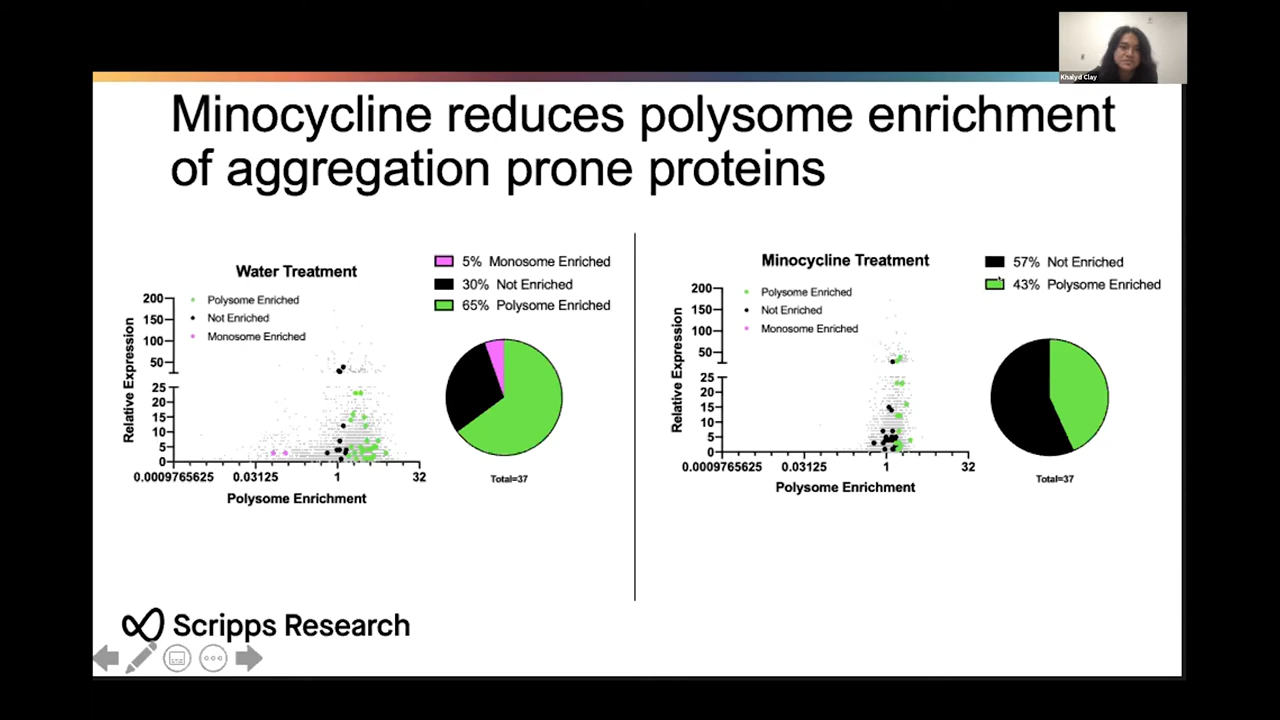 Khalyd Clay
Minocycline reduces polysome enrichment
of aggregation prone proteins
Water Treatment
Polysome Enriched
Not Enriched
Monosome Enriched
Relative Expression
200
150
100
50
25
20
15
10
5
0
0.0009765625
0.03125
1
32
Polysome Enrichment
5% Monosome Enriched
30% Not Enriched
65% Polysome Enriched
Total=37
Minocycline Treatment
Polysome Enriched
Not Enriched
Monosome Enriched
Relative Expression
200
150
100
50
25
20
15
10
5
0
0.0009765625
0.03125
1
32
Polysome Enrichment
57% Not Enriched
43% Polysome Enriched
Total=37
Scripps Research